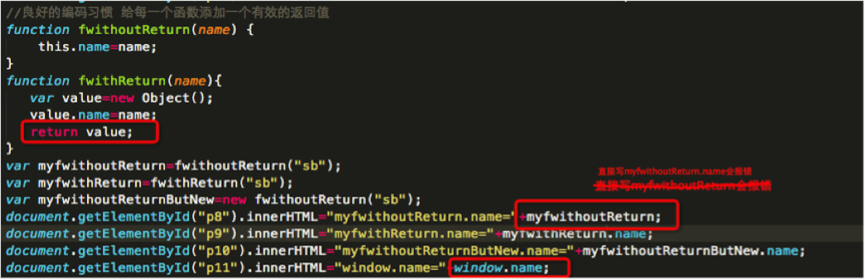 //良好的编码习惯 给每一个函数添加一个有效的返回值
function fwithoutReturn(name) {
this.name=name;
}
function fwithReturn(name){
var value=new Object();
value.name=name;
return value;
}
var myfwithoutReturn=fwithoutReturn("sb");
var myfwithReturn=fwithReturn("sb");
直接写myfwithoutReturn.name会报错
直接写myfwithoutReturn会报错
var myfwithoutReturnButNew=new fwithoutReturn("sb");
document.getElementById("p8").innerHTML="myfwithoutReturn.name="+myfwithoutReturn;
document.getElementById("p9").innerHTML="myfwithReturn.name="+myfwithReturn.name;
document.getElementById("p10").innerHTML="myfwithoutReturnButNew.name="+myfwithoutReturnButNew.name;
document.getElementById("p11").innerHTML="window.name="+window.name;